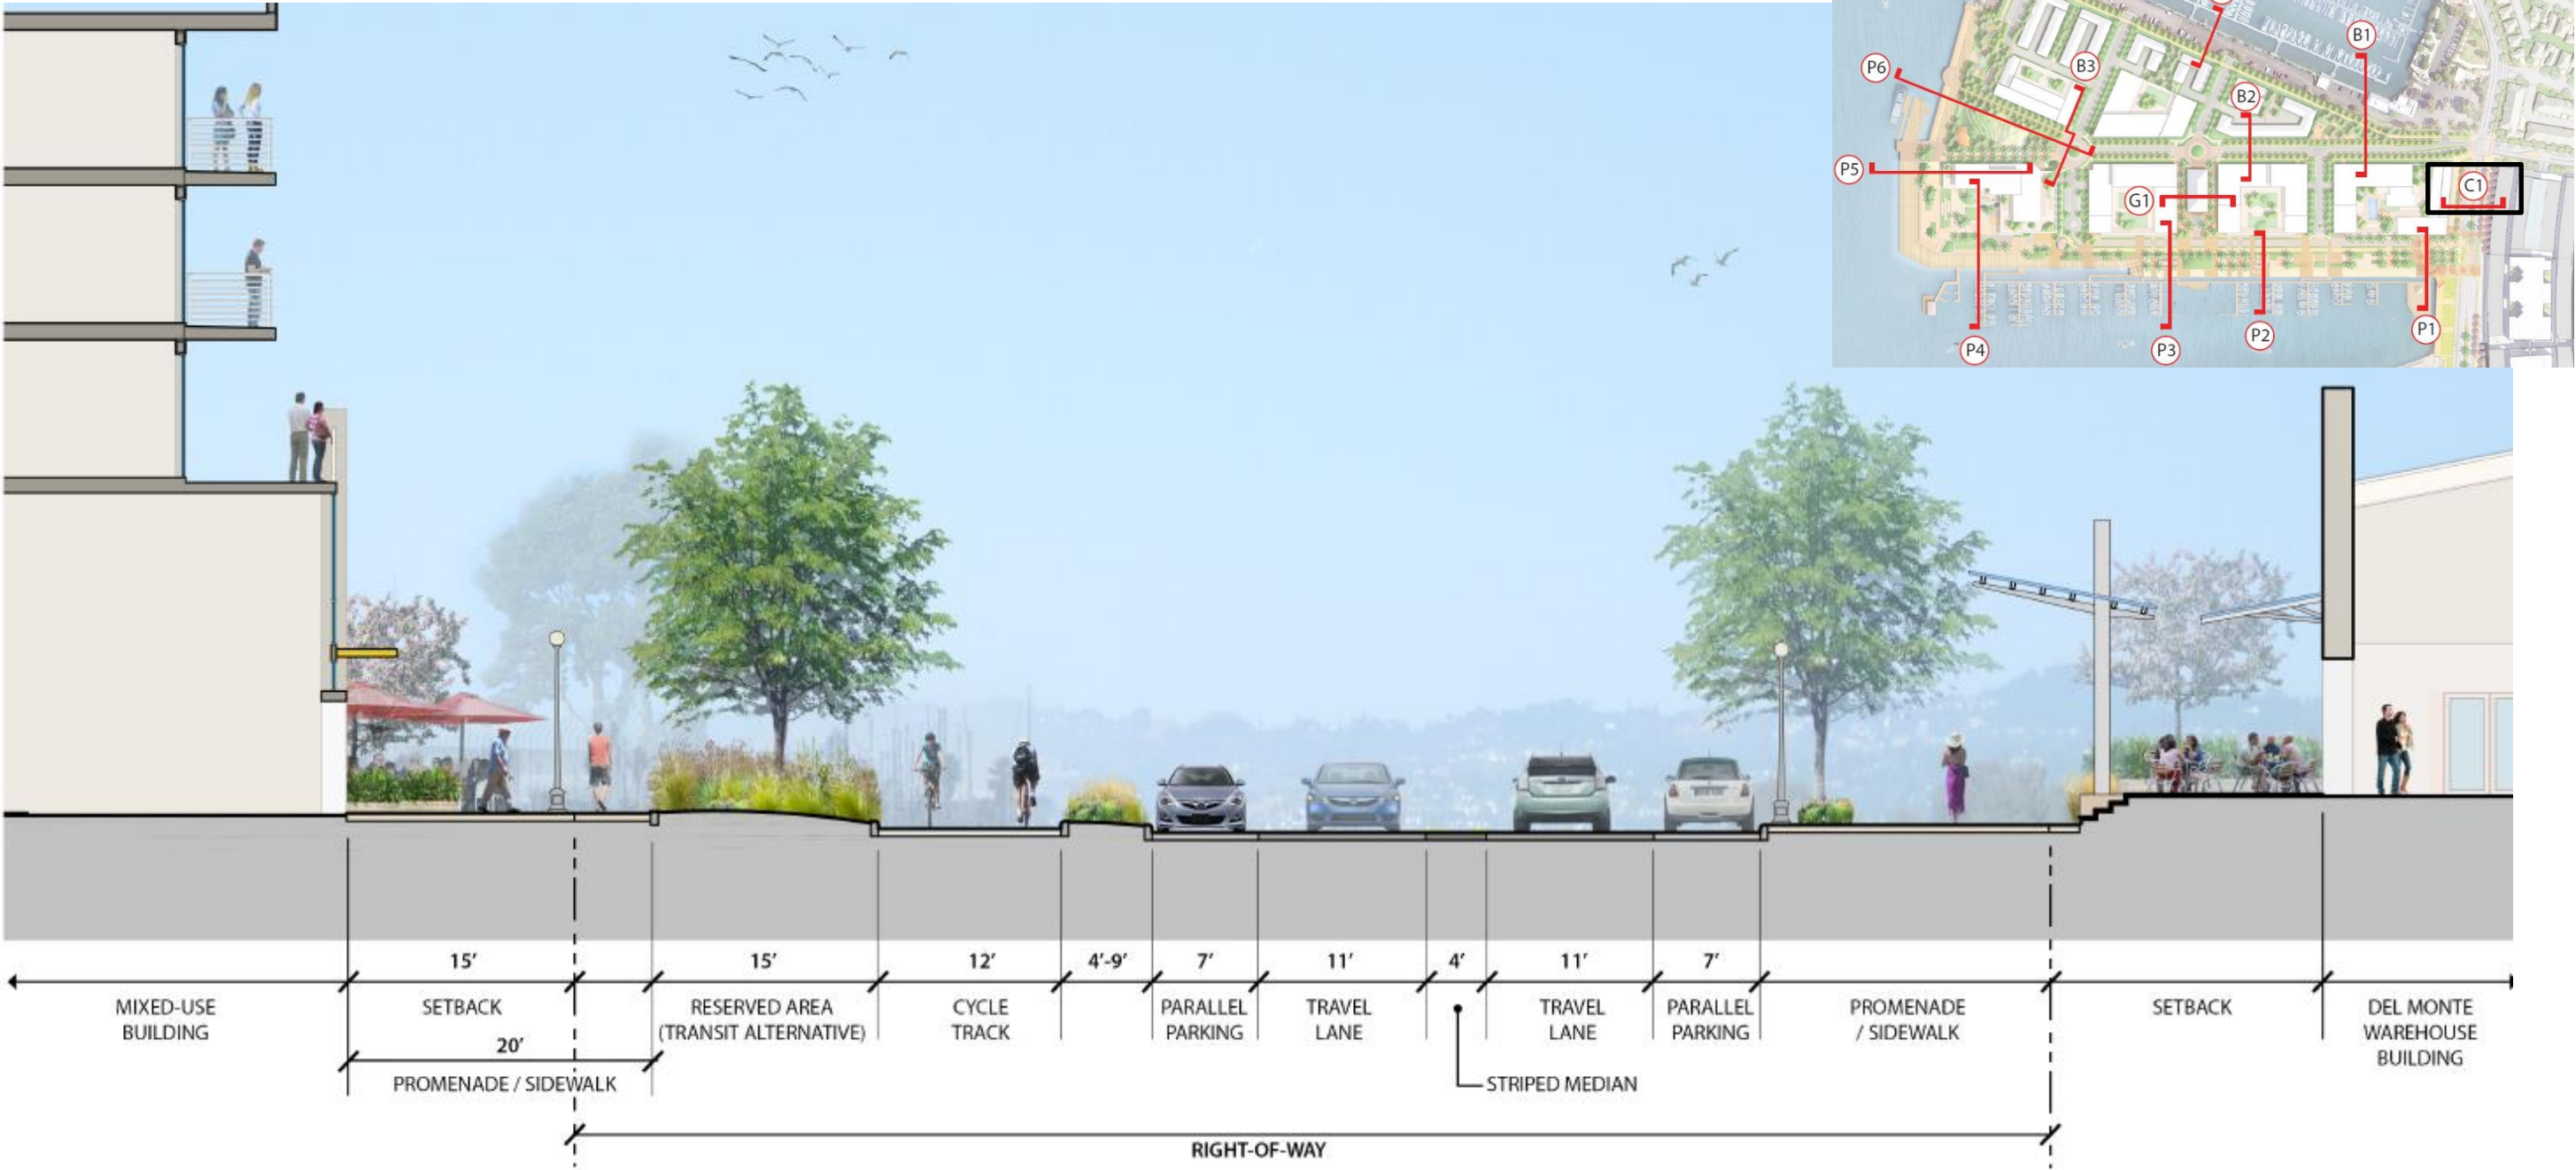 P6
B3
B1
B2
P5
G1
C1
P4
P3
P2
P1
15’
15’
12’
4’-9’
7’
11’
4’
11’
7’
MIXED-USE
BUILDING
SETBACK
RESERVED AREA
(TRANSIT ALTERNATIVE)
CYCLE
TRACK
PARALLEL
PARKING
TRAVEL
LANE
TRAVEL
LANE
PARALLEL
PARKING
PROMENADE
/ SIDEWALK
SETBACK
DEL MONTE
WAREHOUSE
BUILDING
20’
PROMENADE / SIDEWALK
STRIPED MEDIAN
RIGHT-OF-WAY